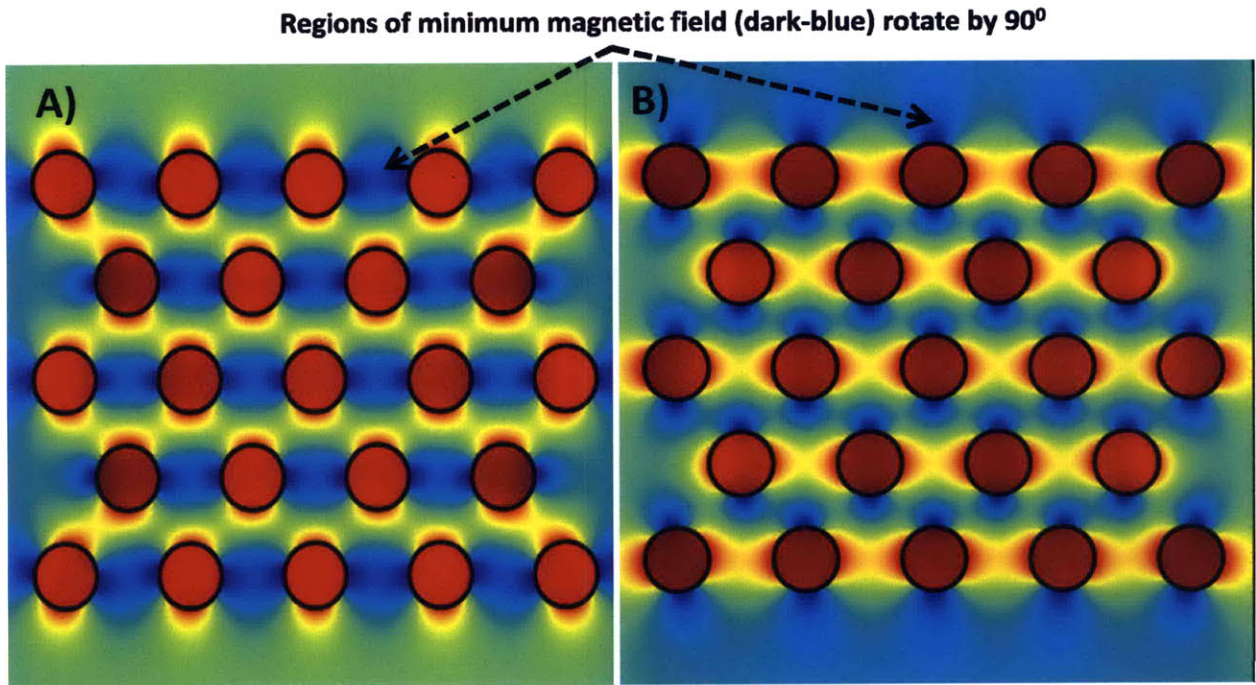 Regions of minimum magnetic field (dark-blue) rotate by 90⁰
A)
B)